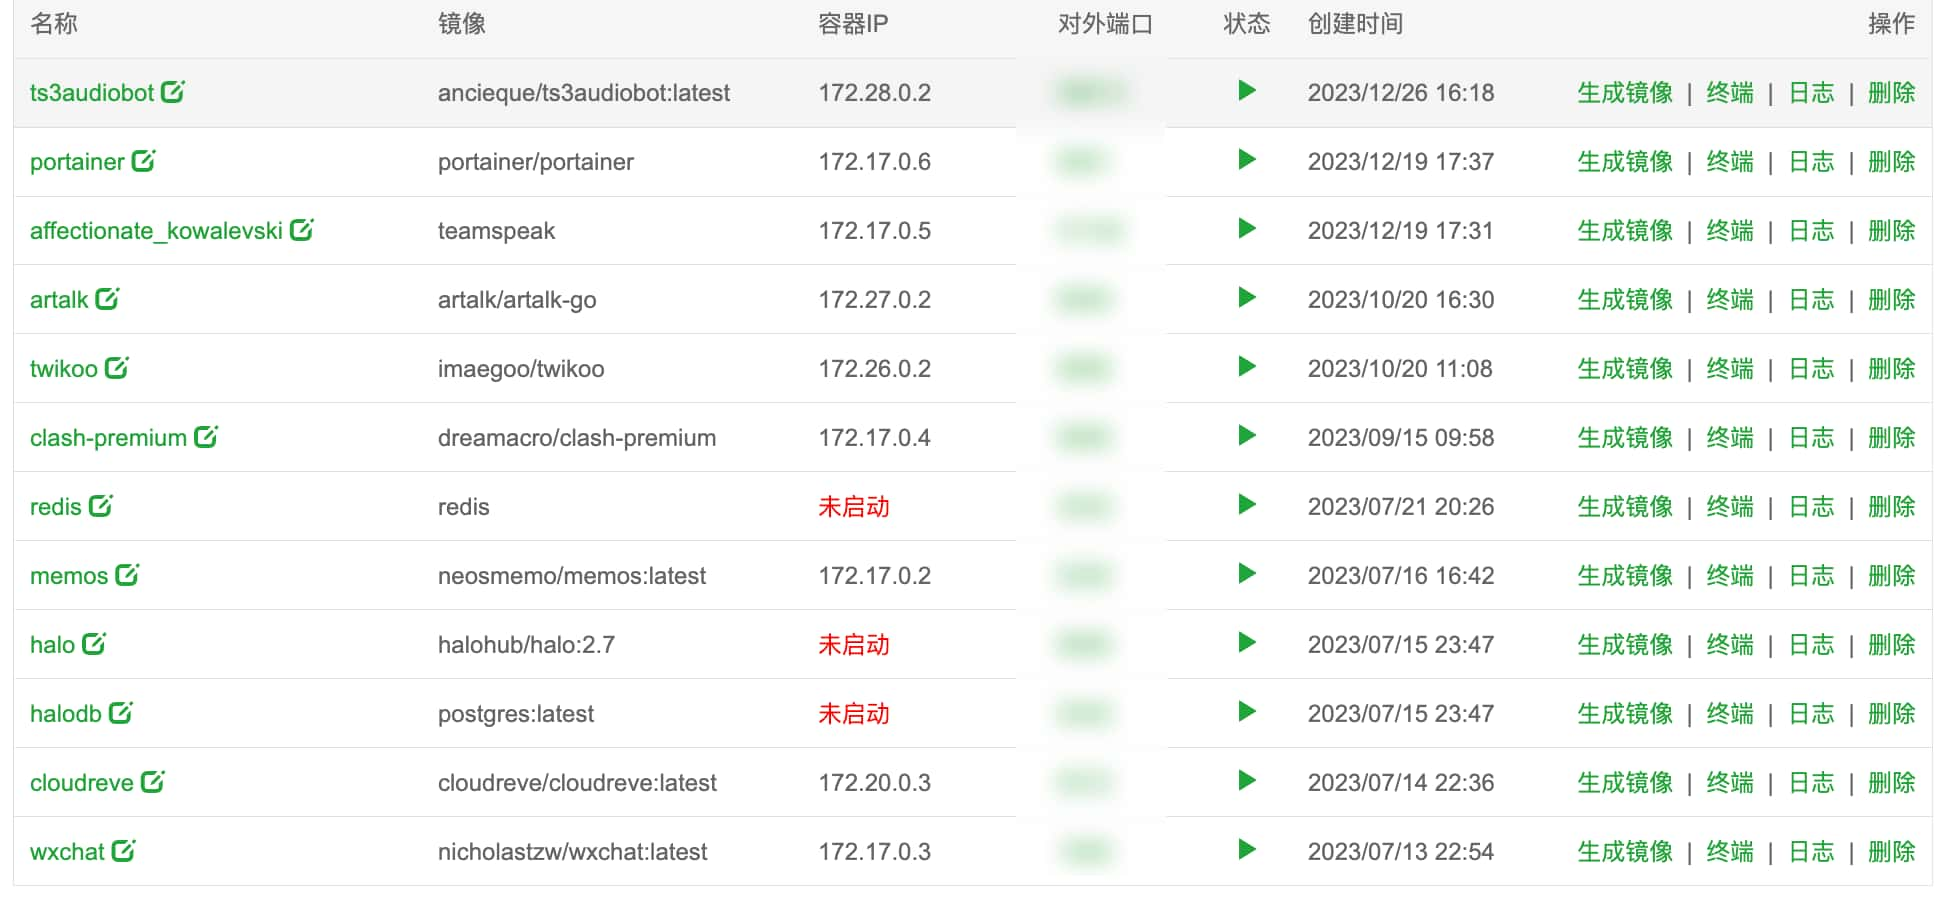 名称 镜像 容器IP 对外端口 状态 创建时间 操作
ts3audiobot ancieque/ts3audiobot:latest 172.28.0.2 2023/12/26 16:18 生成镜像 | 终端 | 日志 | 删除
portainer portainer/portainer 172.17.0.6 2023/12/19 17:37 生成镜像 | 终端 | 日志 | 删除
affectionate_kowalevski teamspeak 172.17.0.5 2023/12/19 17:31 生成镜像 | 终端 | 日志 | 删除
artalk artalk/artalk-go 172.27.0.2 2023/10/20 16:30 生成镜像 | 终端 | 日志 | 删除
twikoo imaegoo/twikoo 172.26.0.2 2023/10/20 11:08 生成镜像 | 终端 | 日志 | 删除
clash-premium dreamacro/clash-premium 172.17.0.4 2023/09/15 09:58 生成镜像 | 终端 | 日志 | 删除
redis redis 未启动 2023/07/21 20:26 生成镜像 | 终端 | 日志 | 删除
memos neosmemo/memos:latest 172.17.0.2 2023/07/16 16:42 生成镜像 | 终端 | 日志 | 删除
halo halohub/halo:2.7 未启动 2023/07/15 23:47 生成镜像 | 终端 | 日志 | 删除
halodb postgres:latest 未启动 2023/07/15 23:47 生成镜像 | 终端 | 日志 | 删除
cloudreve cloudreve/cloudreve:latest 172.20.0.3 2023/07/14 22:36 生成镜像 | 终端 | 日志 | 删除
wxchat nicholastzw/wxchat:latest 172.17.0.3 2023/07/13 22:54 生成镜像 | 终端 | 日志 | 删除